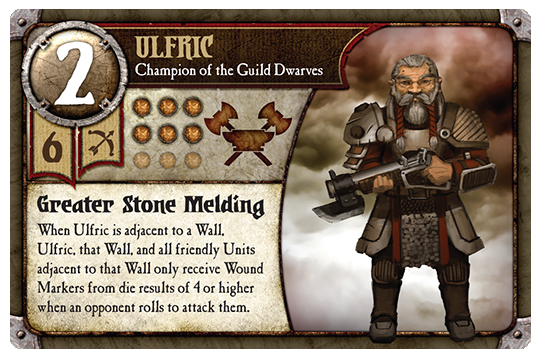 2
ULFRIC
Champion of the Guild Dwarves
6
Greater Stone Melding
When Ulfric is adjacent to a Wall,
Ulfric, that Wall, and all friendly Units
adjacent to that Wall only receive Wound
Markers from die results of 4 or higher
when an opponent rolls to attack them.